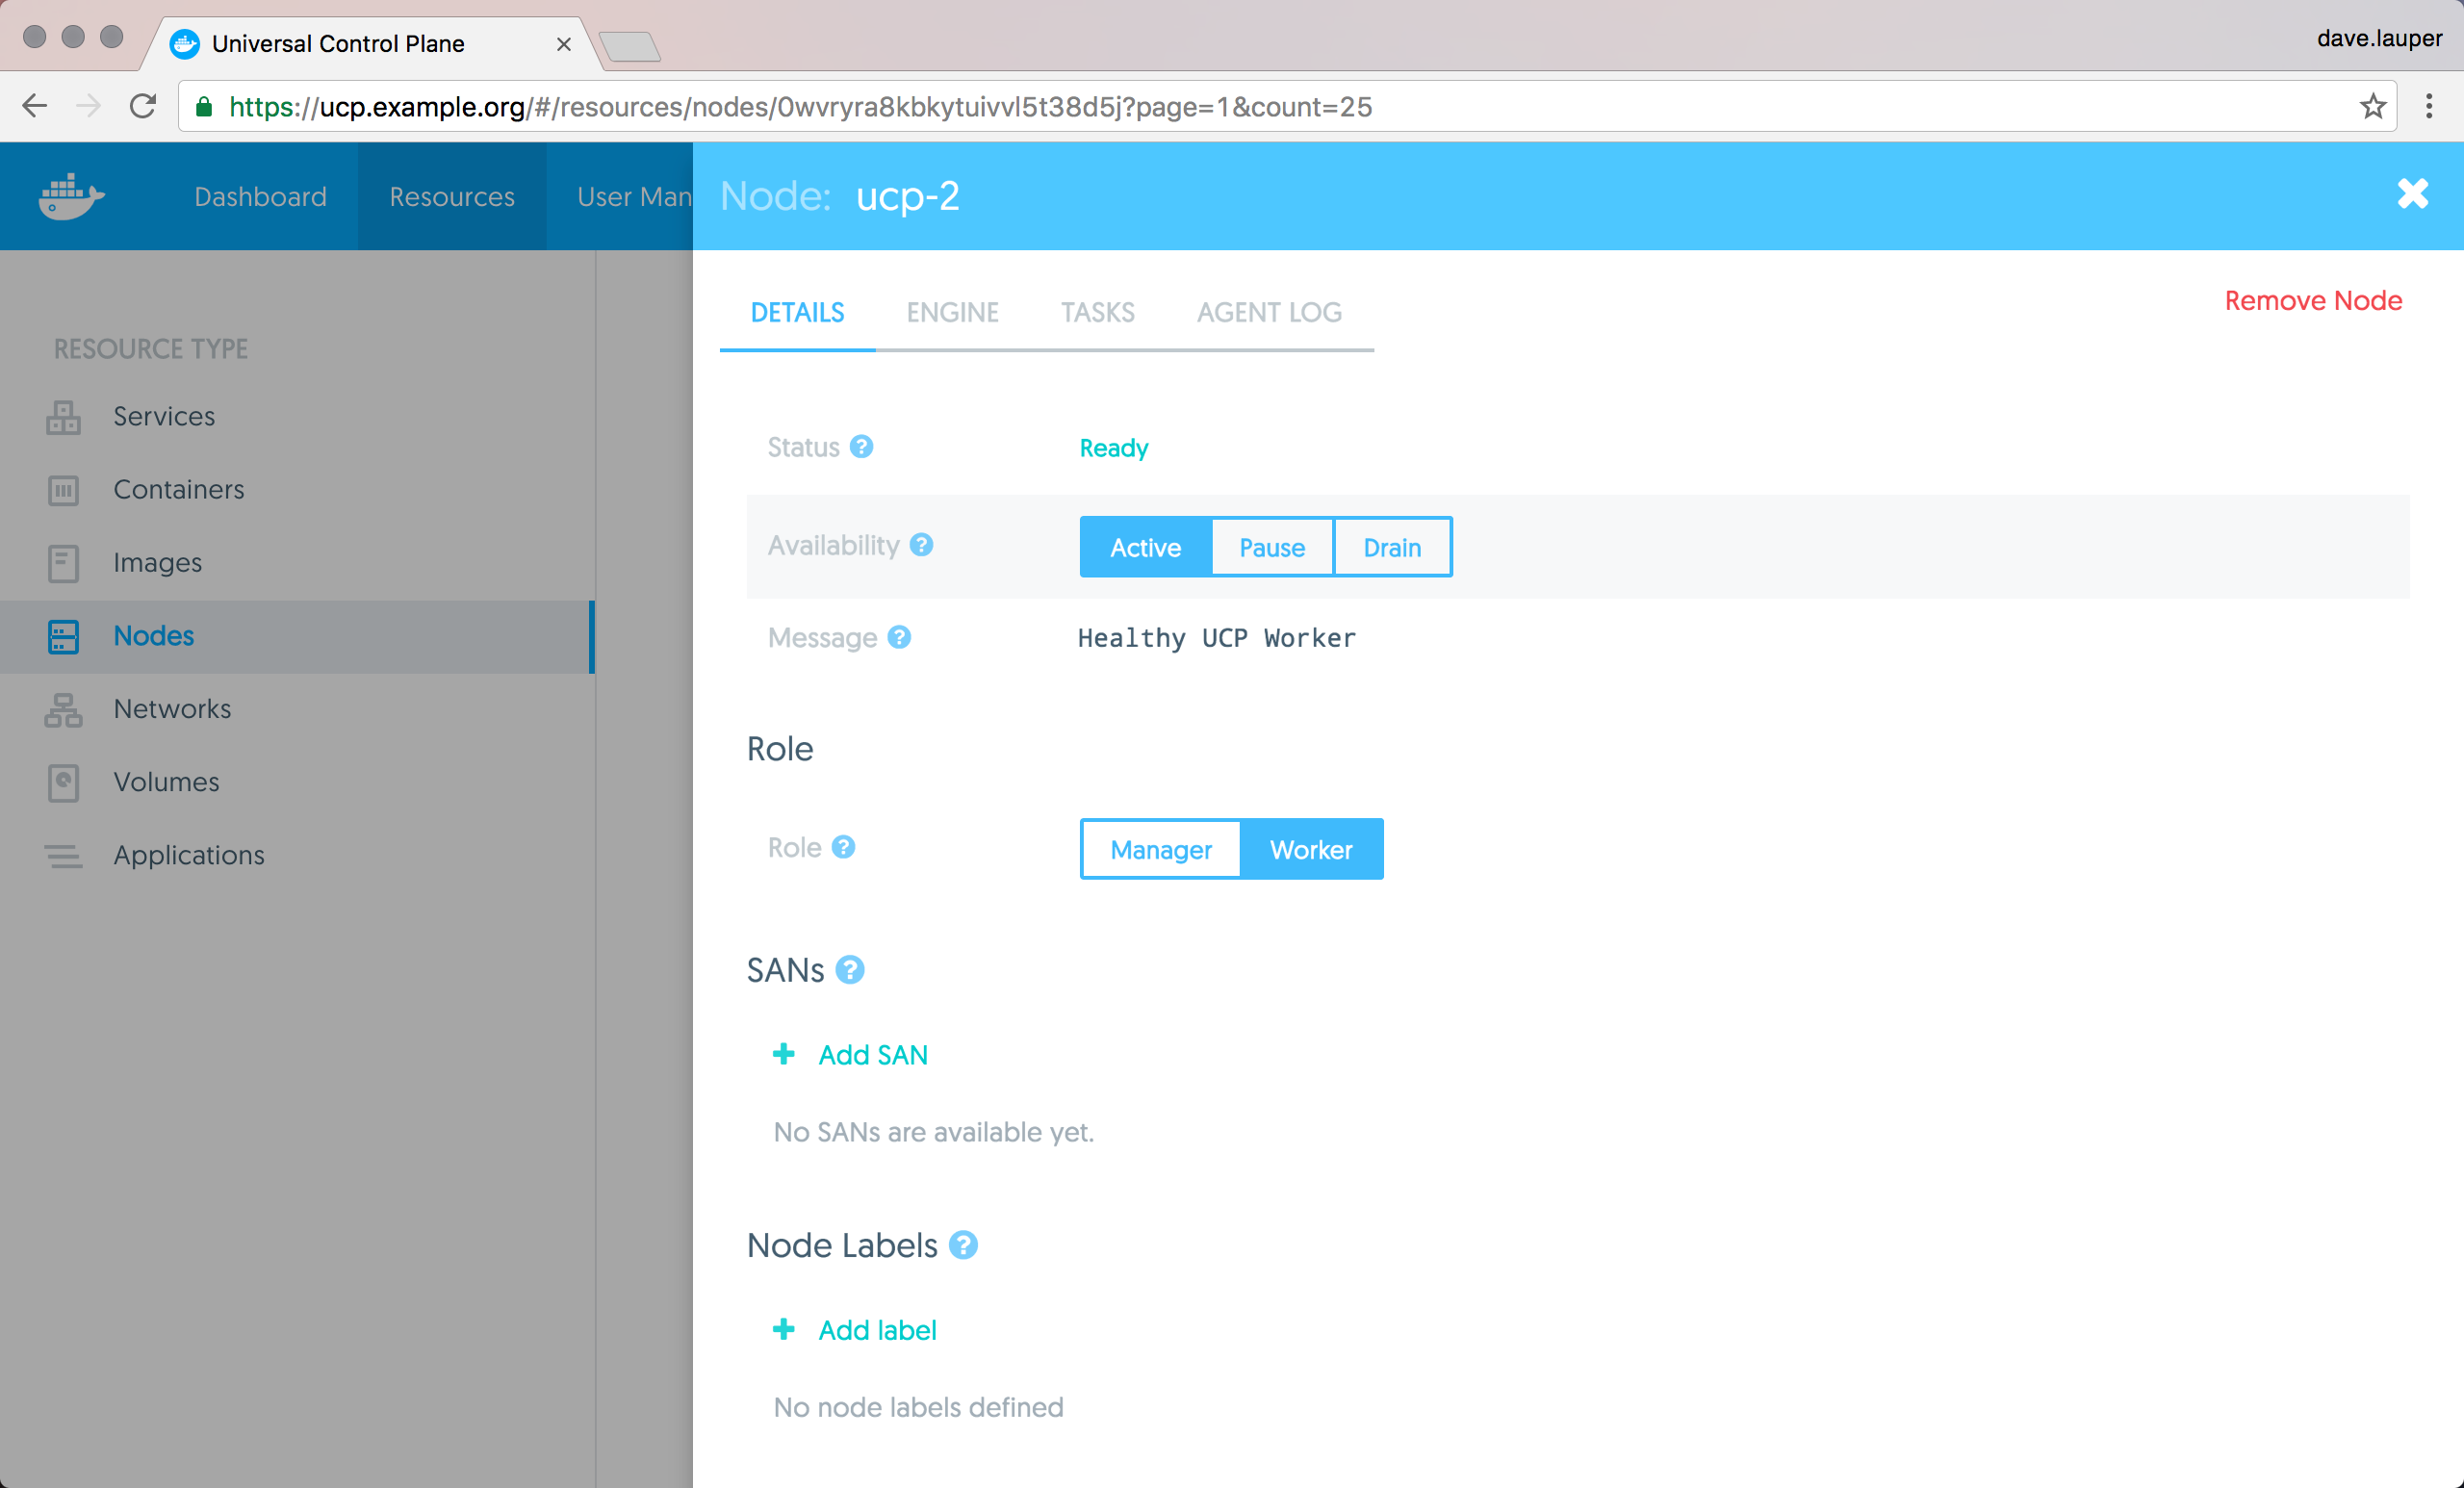 Universal Control Plane
dave.lauper
https://ucp.example.org/#/resources/nodes/0wvryra8kbkytuivvl5t38d5j?page=1&count=25
Dashboard Resources User Man
Node: ucp-2
DETAILS ENGINE TASKS AGENT LOG
Remove Node
RESOURCE TYPE
Services
Containers
Images
Nodes
Networks
Volumes
Applications
Status ? Ready
Availability ? Active Pause Drain
Message ? Healthy UCP Worker
Role
Role ? Manager Worker
SANs ?
+ Add SAN
No SANs are available yet.
Node Labels ?
+ Add label
No node labels defined